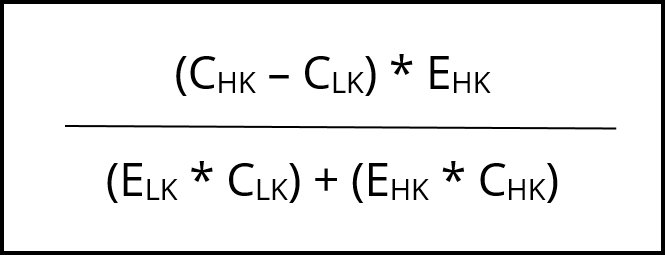 (CHK – CLK) * EHK
(ELK * CLK) + (EHK * CHK)